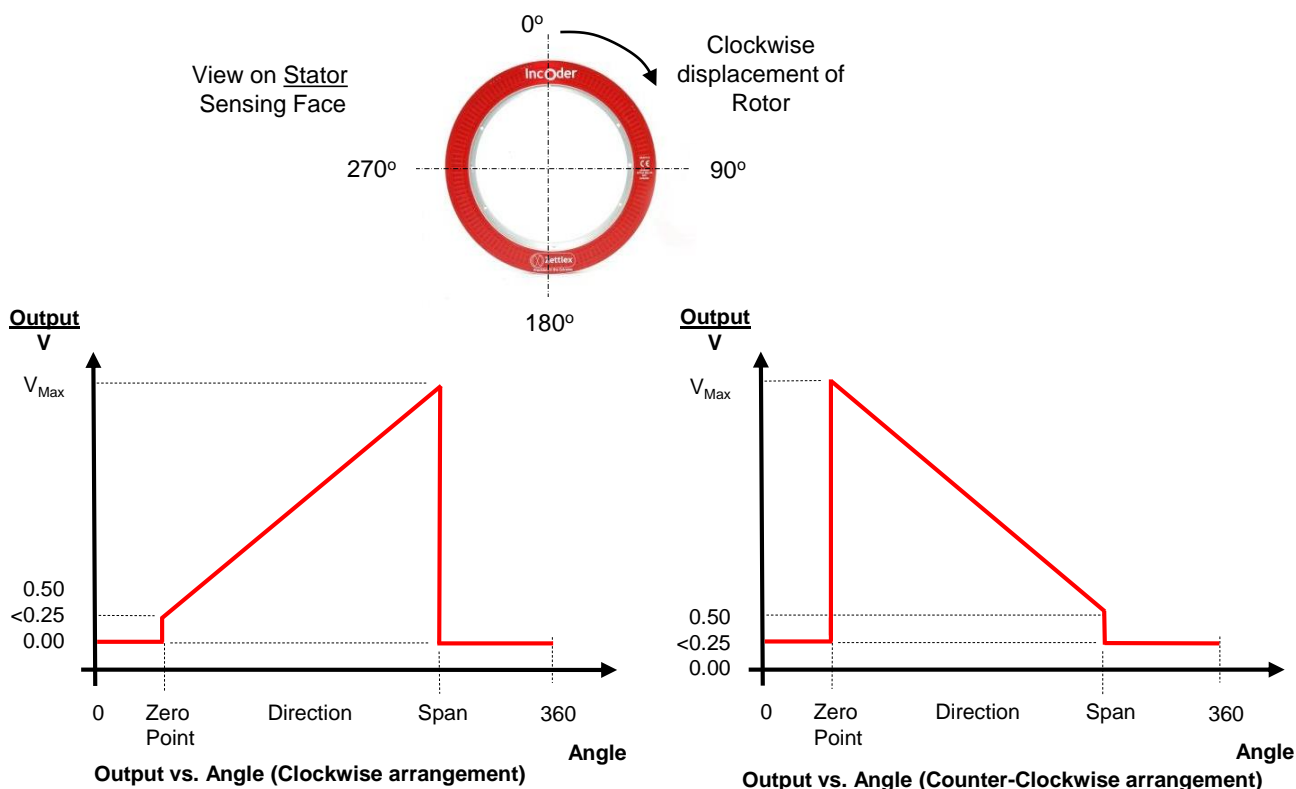 0º
View on Stator
Sensing Face
Clockwise
displacement of
Rotor
IncOder
CE
270º
90º
Zettlex
180º
Output
V
VMax
0.50
<0.25
0.00
0
Zero
Point
Direction
Span
360
Angle
Output vs. Angle (Clockwise arrangement)
Output
V
VMax
0.50
<0.25
0.00
0
Zero
Point
Direction
Span
360
Angle
Output vs. Angle (Counter-Clockwise arrangement)